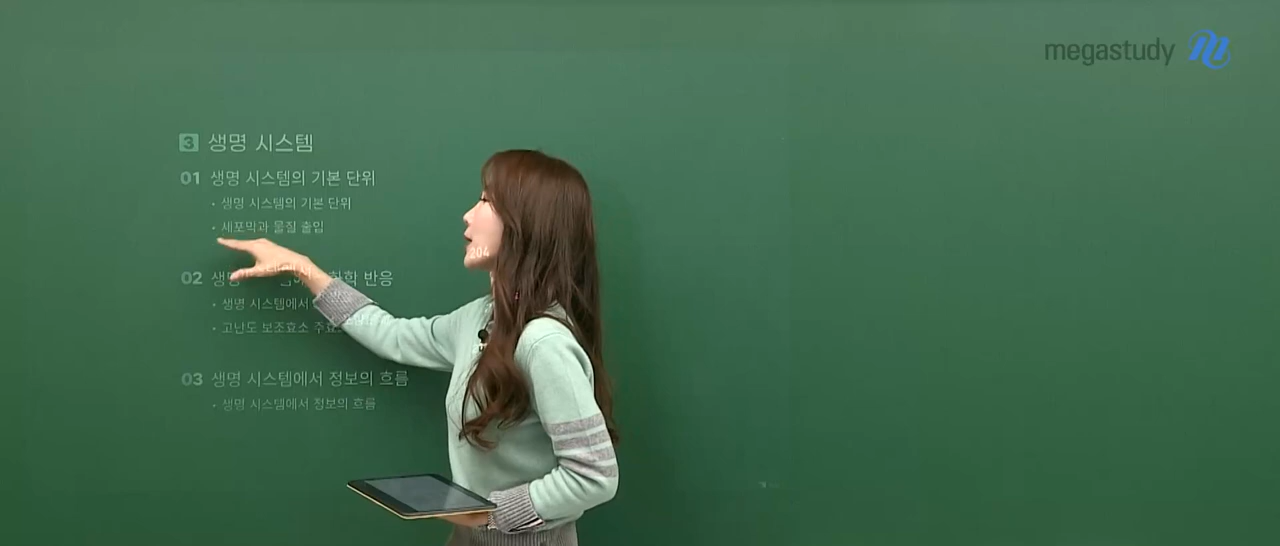 megastudy
3 생명 시스템
01 생명 시스템의 기본 단위
· 생명 시스템의 기본 단위
· 세포막과 물질 출입
204
02 생명 화학 반응
· 생명 시스템에서
· 고난도 보조효소 주요
03 생명 시스템에서 정보의 흐름
· 생명 시스템에서 정보의 흐름